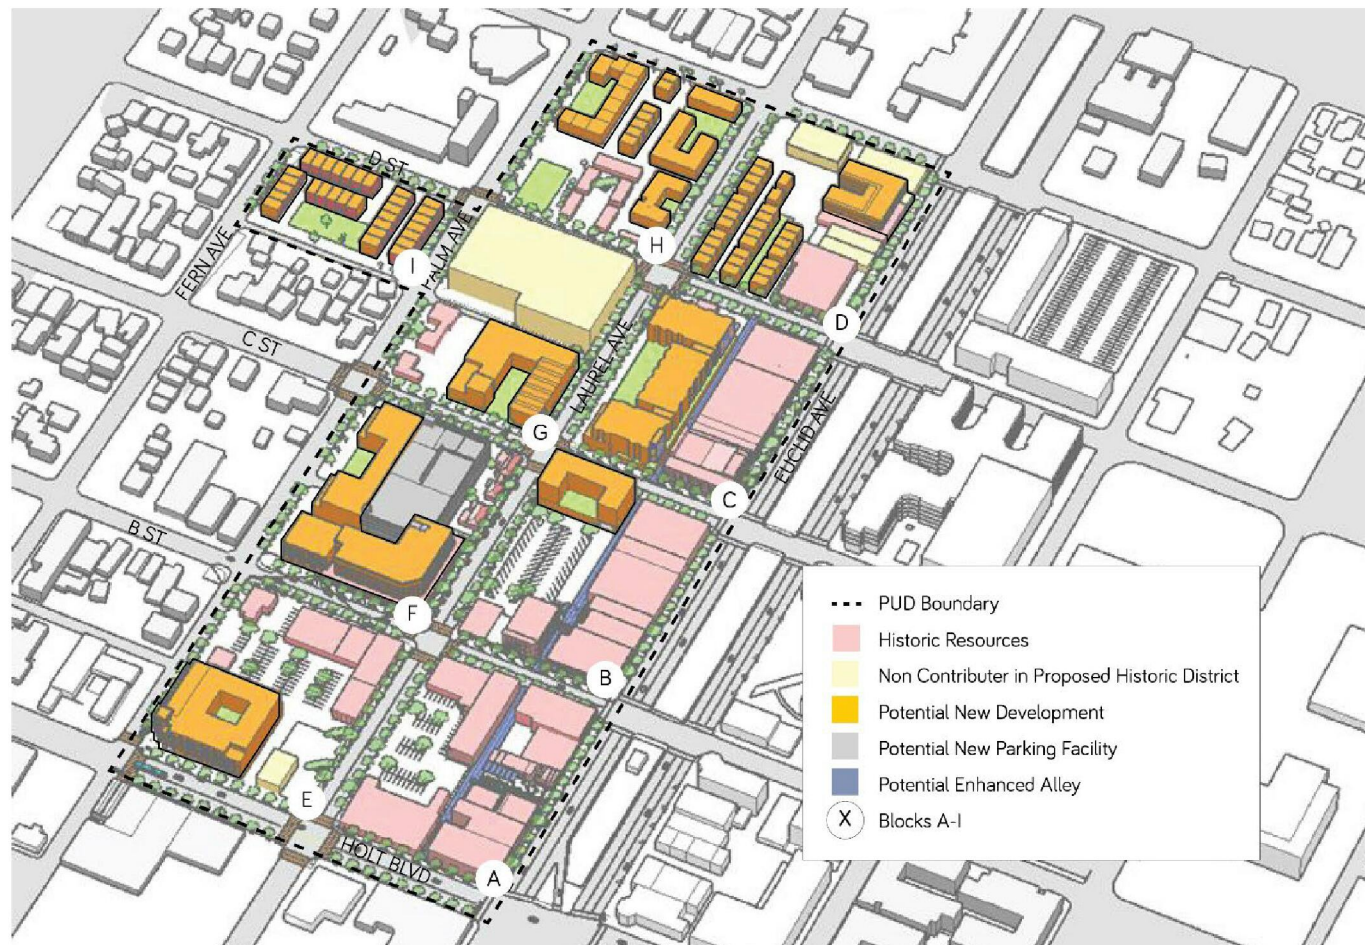 D ST
FERN AVE
PALM AVE
I
H
D
C ST
LAUREL AVE
G
EUCLID AVE
C
B ST
F
B
E
HOLT BLVD
A
PUD Boundary
Historic Resources
Non Contributer in Proposed Historic District
Potential New Development
Potential New Parking Facility
Potential Enhanced Alley
X Blocks A-I